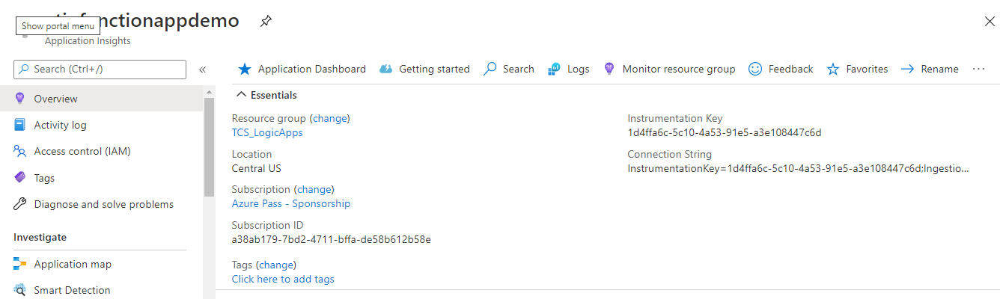 functionappdemo
Show portal menu
Application Insights
Search (Ctrl+/)
«
Application Dashboard Getting started Search Logs Monitor resource group Feedback Favorites Rename ...
Overview
Activity log
Access control (IAM)
Tags
Diagnose and solve problems
Investigate
Application map
Smart Detection
Essentials
Resource group (change)
TCS_LogicApps
Location
Central US
Subscription (change)
Azure Pass - Sponsorship
Subscription ID
a38ab179-7bd2-4711-bffa-de58b612b58e
Tags (change)
Click here to add tags
Instrumentation Key
1d4ffa6c-5c10-4a53-91e5-a3e108447c6d
Connection String
InstrumentationKey=1d4ffa6c-5c10-4a53-91e5-a3e108447c6d;Ingestio...